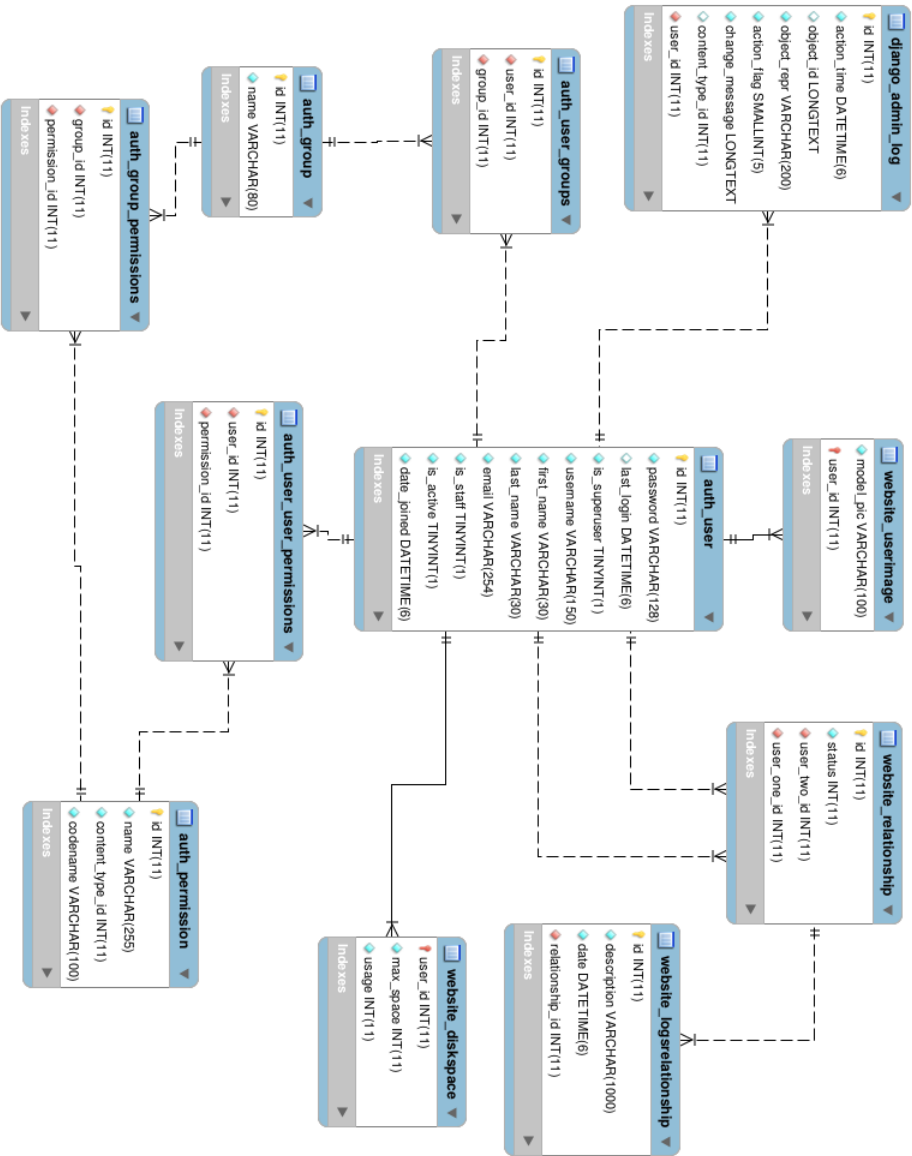 django_admin_log
id INT(11)
action_time DATETIME(6)
object_id LONGTEXT
object_repr VARCHAR(200)
action_flag SMALLINT(5)
change_message LONGTEXT
content_type_id INT(11)
user_id INT(11)
Indexes
auth_user_groups
id INT(11)
user_id INT(11)
group_id INT(11)
Indexes
auth_group
id INT(11)
name VARCHAR(80)
Indexes
auth_group_permissions
id INT(11)
group_id INT(11)
permission_id INT(11)
Indexes
website_userimage
model_pic VARCHAR(100)
user_id INT(11)
Indexes
auth_user
id INT(11)
password VARCHAR(128)
last_login DATETIME(6)
is_superuser TINYINT(1)
username VARCHAR(150)
first_name VARCHAR(30)
last_name VARCHAR(30)
email VARCHAR(254)
is_staff TINYINT(1)
is_active TINYINT(1)
date_joined DATETIME(6)
Indexes
auth_user_user_permissions
id INT(11)
user_id INT(11)
permission_id INT(11)
Indexes
website_relationship
id INT(11)
status INT(11)
user_two_id INT(11)
user_one_id INT(11)
Indexes
website_logsrelationship
id INT(11)
description VARCHAR(1000)
date DATETIME(6)
relationship_id INT(11)
Indexes
website_diskspace
user_id INT(11)
max_space INT(11)
usage INT(11)
Indexes
auth_permission
id INT(11)
name VARCHAR(255)
content_type_id INT(11)
codename VARCHAR(100)
Indexes